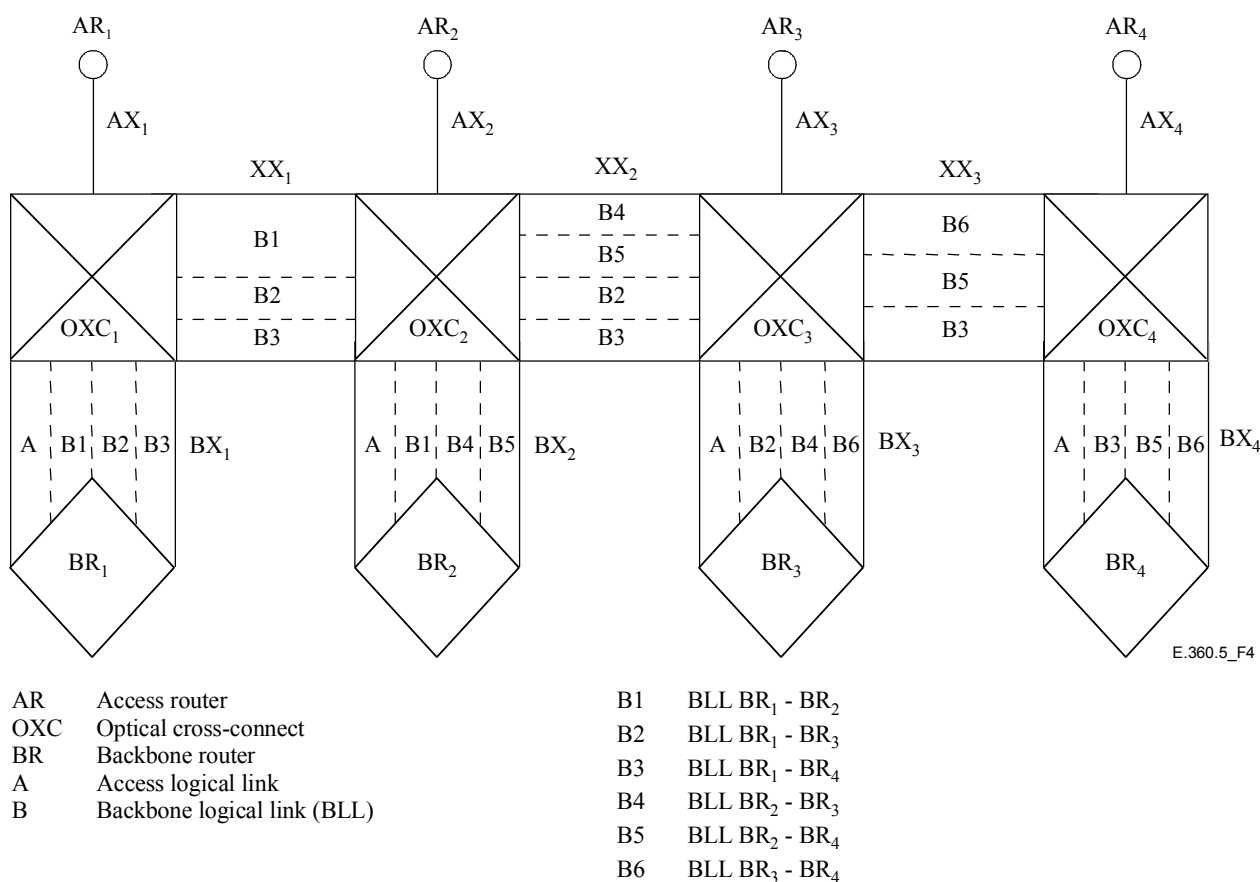 AR₁ AR₂ AR₃ AR₄
AX₁ AX₂ AX₃ AX₄
XX₁ XX₂ XX₃
B1 B4 B6
B5
B2 B2 B5
B3 B3 B3
OXC₁ OXC₂ OXC₃ OXC₄
A B1 B2 B3 BX₁ A B1 B4 B5 BX₂ A B2 B4 B6 BX₃ A B3 B5 B6 BX₄
BR₁ BR₂ BR₃ BR₄
E.360.5_F4
AR Access router
OXC Optical cross-connect
BR Backbone router
A Access logical link
B Backbone logical link (BLL)
B1 BLL BR₁ - BR₂
B2 BLL BR₁ - BR₃
B3 BLL BR₁ - BR₄
B4 BLL BR₂ - BR₃
B5 BLL BR₂ - BR₄
B6 BLL BR₃ - BR₄